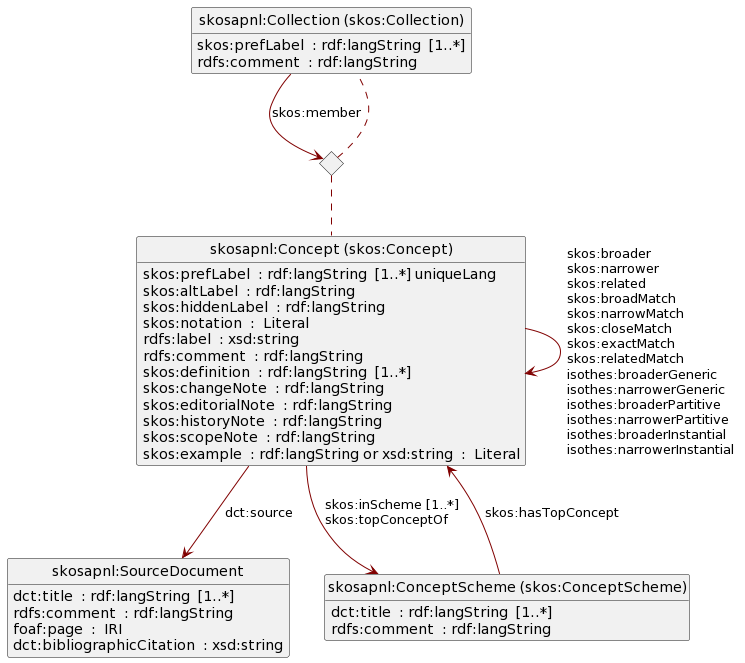 skosapnl:Collection (skos:Collection)
skos:prefLabel : rdf:langString [1..*]
rdfs:comment : rdf:langString
skos:member
skosapnl:Concept (skos:Concept)
skos:prefLabel : rdf:langString [1..*] uniqueLang
skos:altLabel : rdf:langString
skos:hiddenLabel : rdf:langString
skos:notation : Literal
rdfs:label : xsd:string
rdfs:comment : rdf:langString
skos:definition : rdf:langString [1..*]
skos:changeNote : rdf:langString
skos:editorialNote : rdf:langString
skos:historyNote : rdf:langString
skos:scopeNote : rdf:langString
skos:example : rdf:langString or xsd:string : Literal
skos:broader
skos:narrower
skos:related
skos:broadMatch
skos:narrowMatch
skos:closeMatch
skos:exactMatch
skos:relatedMatch
isothes:broaderGeneric
isothes:narrowerGeneric
isothes:broaderPartitive
isothes:narrowerPartitive
isothes:broaderInstantial
isothes:narrowerInstantial
dct:source
skos:inScheme [1..*]
skos:topConceptOf
skos:hasTopConcept
skosapnl:SourceDocument
dct:title : rdf:langString [1..*]
rdfs:comment : rdf:langString
foaf:page : IRI
dct:bibliographicCitation : xsd:string
skosapnl:ConceptScheme (skos:ConceptScheme)
dct:title : rdf:langString [1..*]
rdfs:comment : rdf:langString